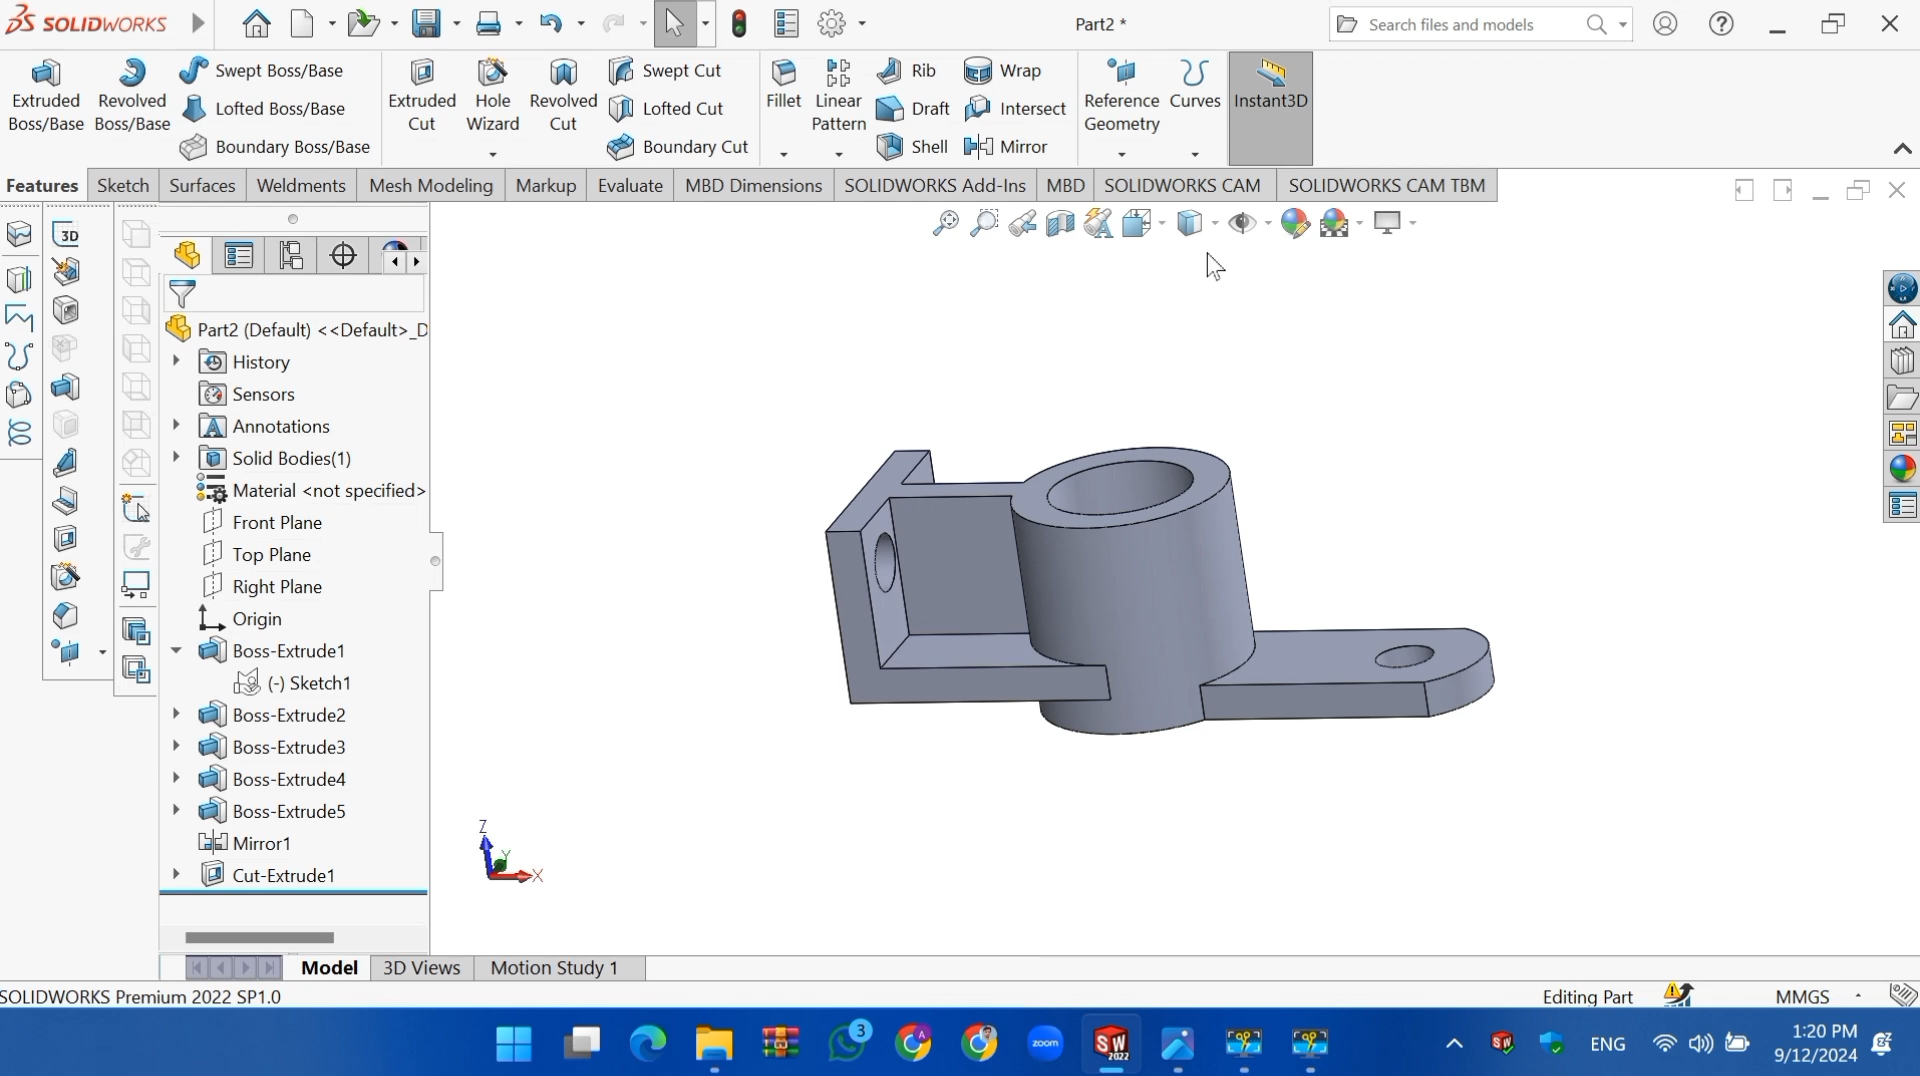 SOLIDWORKS
Part2 *
Search files and models
Extruded Boss/Base
Revolved Boss/Base
Swept Boss/Base
Lofted Boss/Base
Boundary Boss/Base
Extruded Cut
Hole Wizard
Revolved Cut
Swept Cut
Lofted Cut
Boundary Cut
Fillet
Linear Pattern
Rib
Draft
Shell
Wrap
Intersect
Mirror
Reference Geometry
Curves
Instant3D
Features
Sketch
Surfaces
Weldments
Mesh Modeling
Markup
Evaluate
MBD Dimensions
SOLIDWORKS Add-Ins
MBD
SOLIDWORKS CAM
SOLIDWORKS CAM TBM
3D
Part2 (Default) <<Default>_D
History
Sensors
Annotations
Solid Bodies(1)
Material <not specified>
Front Plane
Top Plane
Right Plane
Origin
Boss-Extrude1
(-) Sketch1
Boss-Extrude2
Boss-Extrude3
Boss-Extrude4
Boss-Extrude5
Mirror1
Cut-Extrude1
Z
Y
X
Model
3D Views
Motion Study 1
SOLIDWORKS Premium 2022 SP1.0
Editing Part
MMGS
3
zoom
SW 2022
ENG
1:20 PM
9/12/2024